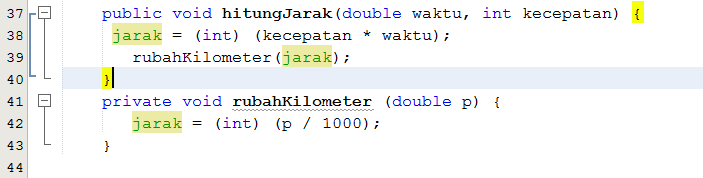 37 public void hitungJarak(double waktu, int kecepatan) {
38 jarak = (int) (kecepatan * waktu);
39 rubahKilometer(jarak);
40 }
41 private void rubahKilometer (double p) {
42 jarak = (int) (p / 1000);
43 }
44